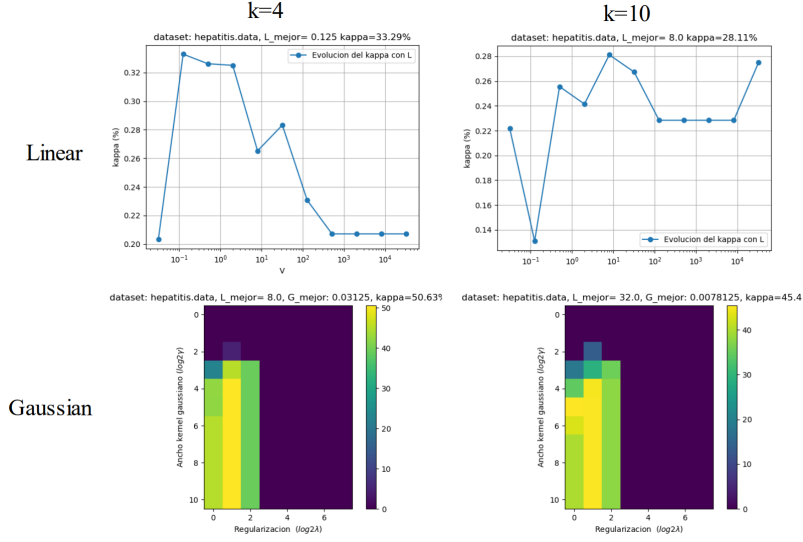 k=4
k=10
dataset: hepatitis.data, L_mejor= 0.125 kappa=33.29%
dataset: hepatitis.data, L_mejor= 8.0 kappa=28.11%
Linear
Evolucion del kappa con L
kappa (%)
0.32
0.30
0.28
0.26
0.24
0.22
0.20
10⁻¹ 10⁰ 10¹ 10² 10³ 10⁴
v
Evolucion del kappa con L
kappa (%)
0.28
0.26
0.24
0.22
0.20
0.18
0.16
0.14
10⁻¹ 10⁰ 10¹ 10² 10³ 10⁴
Gaussian
dataset: hepatitis.data, L_mejor= 8.0, G_mejor: 0.03125, kappa=50.63%
Ancho kernel gaussiano (log2γ)
0
2
4
6
8
10
0 2 4 6
Regularizacion (log2λ)
50
40
30
20
10
0
dataset: hepatitis.data, L_mejor= 32.0, G_mejor: 0.0078125, kappa=45.4
Ancho kernel gaussiano (log2γ)
0
2
4
6
8
10
0 2 4 6
Regularizacion (log2λ)
40
30
20
10
0